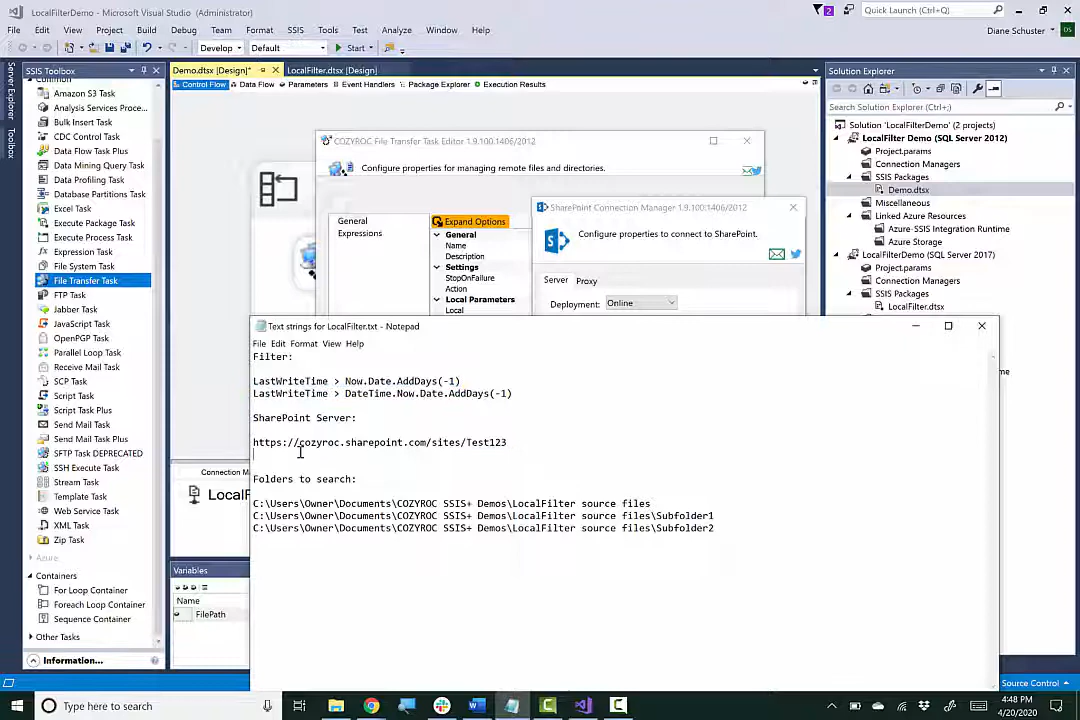 LocalFilterDemo - Microsoft Visual Studio (Administrator)
2
Quick Launch (Ctrl+Q)
File Edit View Project Build Debug Team Format SSIS Tools Test Analyze Window Help
Diane Schuster
DS
Develop Default Start
SSIS Toolbox
Demo.dtsx [Design]* LocalFilter.dtsx [Design]
Solution Explorer
Server Explorer
Toolbox
Common
Control Flow Data Flow Parameters Event Handlers Package Explorer Execution Results
Amazon S3 Task
Analysis Services Proce...
Bulk Insert Task
CDC Control Task
Data Flow Task Plus
Data Mining Query Task
Data Profiling Task
Database Partitions Task
Excel Task
Execute Package Task
Execute Process Task
Expression Task
File System Task
File Transfer Task
FTP Task
Jabber Task
JavaScript Task
OpenPGP Task
Parallel Loop Task
Receive Mail Task
SCP Task
Script Task
Script Task Plus
Send Mail Task
Send Mail Task Plus
SFTP Task DEPRECATED
SSH Execute Task
Stream Task
Template Task
Web Service Task
XML Task
Zip Task
Azure
Containers
For Loop Container
Foreach Loop Container
Sequence Container
Other Tasks
Information...
COZYROC File Transfer Task Editor 1.9.100.1406/2012
Configure properties for managing remote files and directories.
General
Expressions
Expand Options
General
Name
Description
Settings
StopOnFailure
Action
Local Parameters
Local
SharePoint Connection Manager 1.9.100:1406/2012
Configure properties to connect to SharePoint.
Server Proxy
Deployment: Online
Search Solution Explorer (Ctrl+;)
Solution 'LocalFilterDemo' (2 projects)
LocalFilter Demo (SQL Server 2012)
Project.params
Connection Managers
SSIS Packages
Demo.dtsx
Miscellaneous
Linked Azure Resources
Azure-SSIS Integration Runtime
Azure Storage
LocalFilterDemo (SQL Server 2017)
Project.params
Connection Managers
SSIS Packages
LocalFilter.dtsx
Text strings for LocalFilter.txt - Notepad
File Edit Format View Help
Filter:
LastWriteTime > Now.Date.AddDays(-1)
LastWriteTime > DateTime.Now.Date.AddDays(-1)
SharePoint Server:
https://cozyroc.sharepoint.com/sites/Test123
Folders to search:
C:\Users\Owner\Documents\COZYROC SSIS+ Demos\LocalFilter source files
C:\Users\Owner\Documents\COZYROC SSIS+ Demos\LocalFilter source files\Subfolder1
C:\Users\Owner\Documents\COZYROC SSIS+ Demos\LocalFilter source files\Subfolder2
Connection Ma
Variables
Name
FilePath
Source Control
Type here to search
4:48 PM
4/20/2020